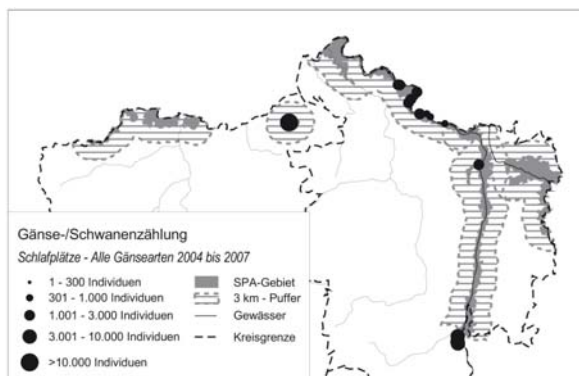 Gänse-/Schwanenzählung
Schlafplätze - Alle Gänsearten 2004 bis 2007
1 - 300 Individuen
301 - 1.000 Individuen
1.001 - 3.000 Individuen
3.001 - 10.000 Individuen
>10.000 Individuen
SPA-Gebiet
3 km - Puffer
Gewässer
Kreisgrenze